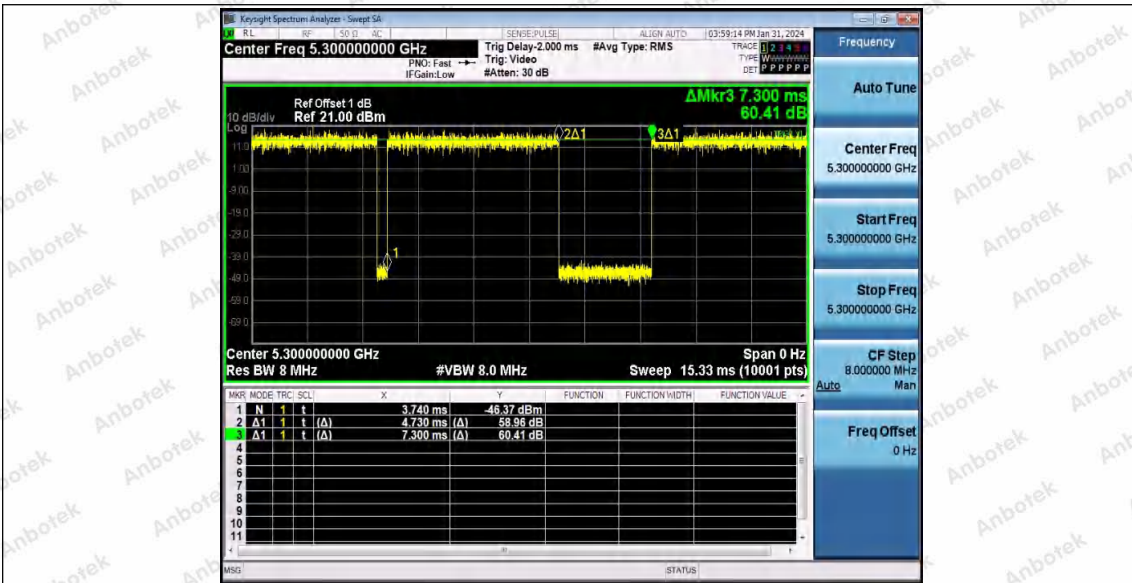 Keysight Spectrum Analyzer - Swept SA
RL RF 50 Ω AC SENSE:PULSE ALIGN AUTO 03:59:14 PM Jan 31, 2024
Center Freq 5.300000000 GHz
Trig Delay-2.000 ms #Avg Type: RMS
TRACE 1 2 3 4 5 6
PNO: Fast Trig: Video
TYPE W
IFGain:Low #Atten: 30 dB
DET P P P P P P
ΔMkr3 7.300 ms
60.41 dB
Ref Offset 1 dB
10 dB/div Ref 21.00 dBm
Log
11.0
1.00
-9.00
-19.0
-29.0
-39.0
-49.0
-59.0
-69.0
2Δ1
3Δ1
1
Center 5.300000000 GHz Span 0 Hz
Res BW 8 MHz #VBW 8.0 MHz Sweep 15.33 ms (10001 pts)
MKR MODE TRC SCL X Y FUNCTION FUNCTION WIDTH FUNCTION VALUE
1 N 1 t 3.740 ms -46.37 dBm
2 Δ1 1 t (Δ) 4.730 ms (Δ) 58.96 dB
3 Δ1 1 t (Δ) 7.300 ms (Δ) 60.41 dB
4
5
6
7
8
9
10
11
MSG STATUS
Frequency
Auto Tune
Center Freq
5.300000000 GHz
Start Freq
5.300000000 GHz
Stop Freq
5.300000000 GHz
CF Step
8.000000 MHz
Auto Man
Freq Offset
0 Hz
Anbotek